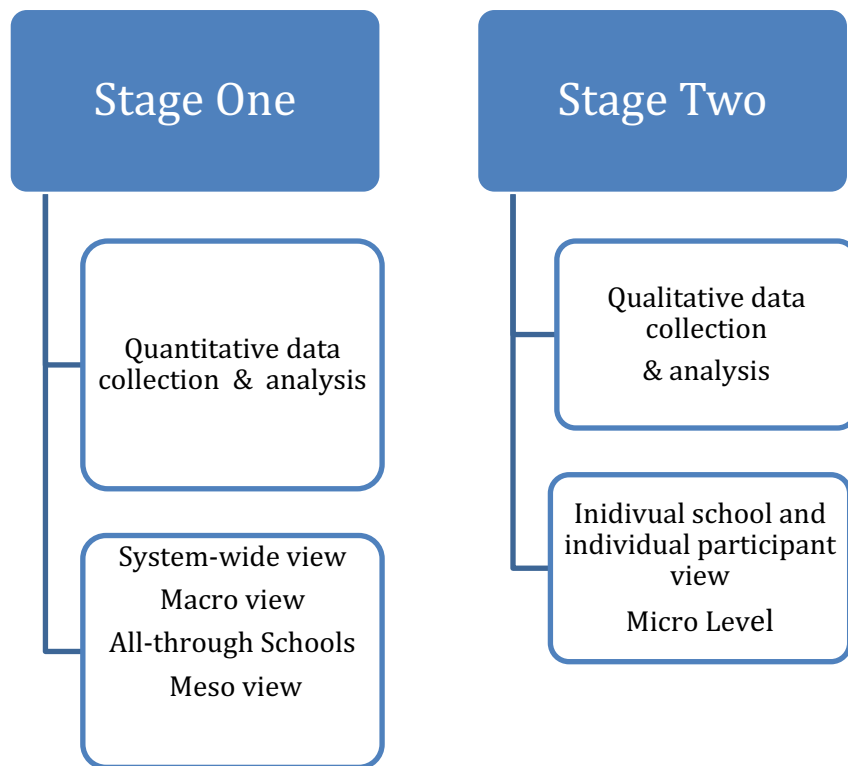 Stage One
Quantitative data
collection & analysis
System-wide view
Macro view
All-through Schools
Meso view
Stage Two
Qualitative data
collection
& analysis
Inidivual school and
individual participant
view
Micro Level